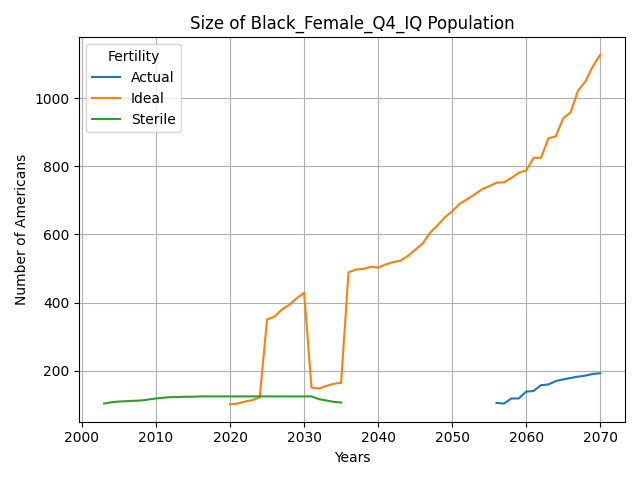 Size of Black_Female_Q4_IQ Population
Fertility
Actual
Ideal
Sterile
Number of Americans
1000
800
600
400
200
2000 2010 2020 2030 2040 2050 2060 2070
Years